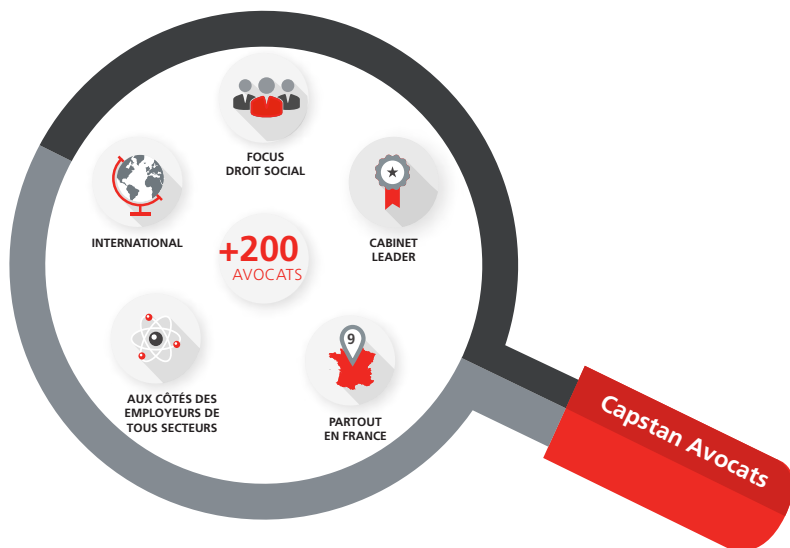 FOCUS
DROIT SOCIAL
INTERNATIONAL
CABINET
LEADER
+200
AVOCATS
9
AUX CÔTÉS DES
EMPLOYEURS DE
TOUS SECTEURS
PARTOUT
EN FRANCE
Capstan Avocats